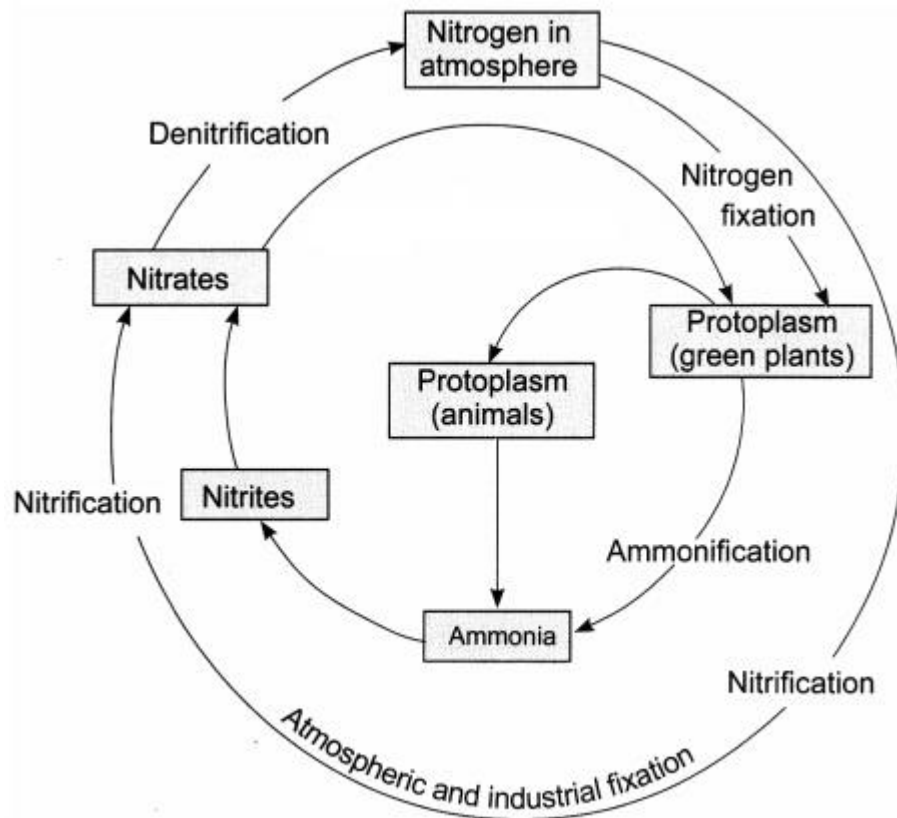 Nitrogen in
atmosphere
Denitrification
Nitrogen
fixation
Nitrates
Protoplasm
(green plants)
Protoplasm
(animals)
Nitrification
Nitrites
Ammonification
Ammonia
Nitrification
Atmospheric and industrial fixation